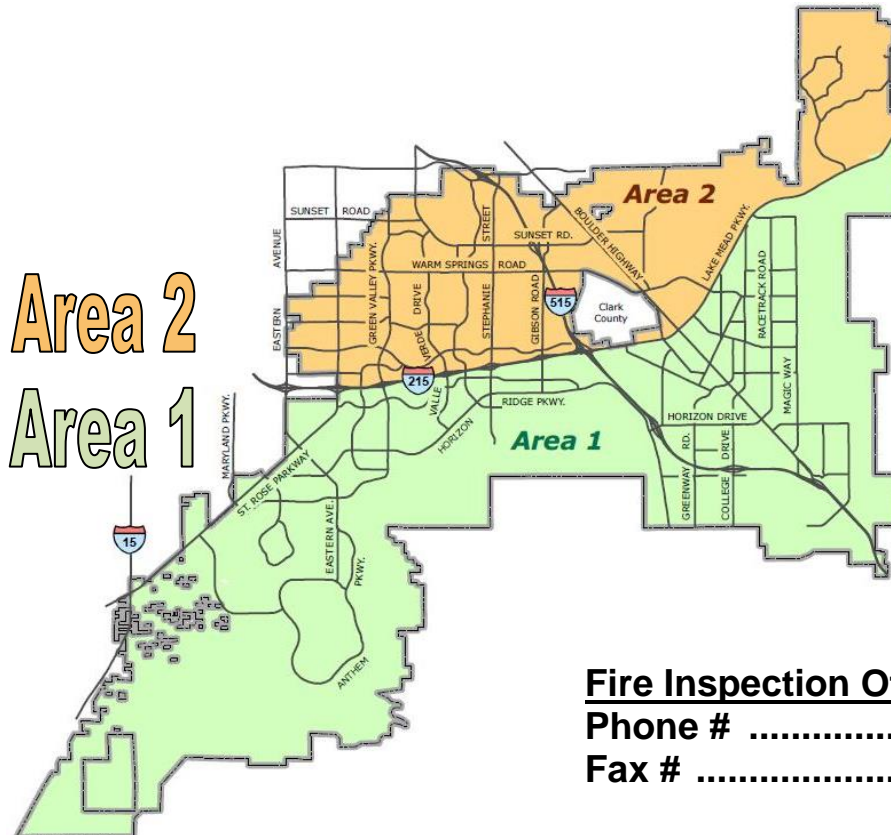 Area 2
Area 1
Area 2
Area 1
SUNSET ROAD
AVENUE
EASTERN
STREET
SUNSET RD.
BOULDER HIGHWAY
LAKE MEAD PKWY.
WARM SPRINGS ROAD
GREEN VALLEY PKWY.
VALLE VERDE DRIVE
STEPHANIE
GIBSON ROAD
515
Clark
County
RACETRACK ROAD
215
MAGIC WAY
RIDGE PKWY.
HORIZON
HORIZON DRIVE
MARYLAND PKWY.
ST. ROSE PARKWAY
GREENWAY RD.
COLLEGE DRIVE
EASTERN AVE.
15
ANTHEM PKWY.
Fire Inspection
Phone # ...............
Fax # ....................